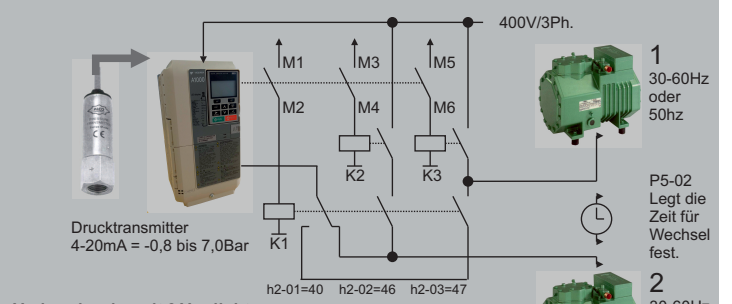 400V/3Ph.
M1
M3
M5
M2
M4
M6
A1000
K2
K3
K1
1
30-60Hz
oder
50hz
P5-02
Legt die
Zeit für
Wechsel
fest.
Drucktransmitter
4-20mA = -0,8 bis 7,0Bar
h2-01=40
h2-02=46
h2-03=47
2